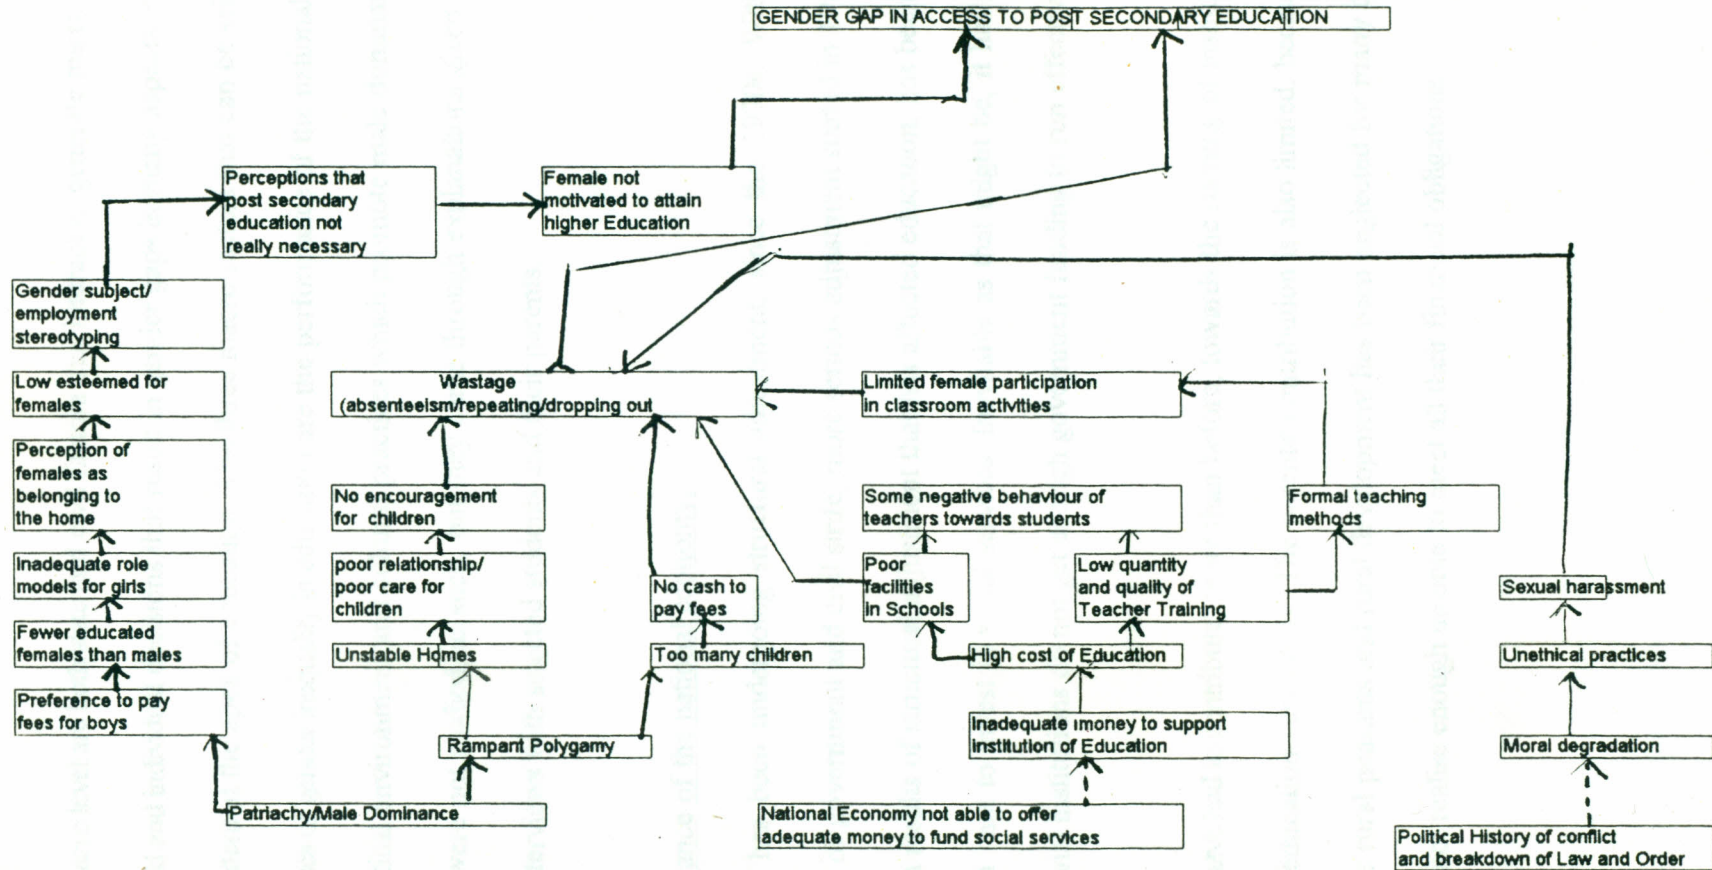 GENDER GAP IN ACCESS TO POST SECONDARY EDUCATION
Perceptions that
post secondary
education not
really necessary
Female not
motivated to attain
higher Education
Gender subject/
employment
stereotyping
Low esteemed for
females
Wastage
(absenteeism/repeating/dropping out
Limited female participation
in classroom activities
Perception of
females as
belonging to
the home
No encouragement
for children
Some negative behaviour of
teachers towards students
Formal teaching
methods
Inadequate role
models for girls
poor relationship/
poor care for
children
No cash to
pay fees
Poor
facilities
in Schools
Low quantity
and quality of
Teacher Training
Sexual harassment
Fewer educated
females than males
Unstable Homes
Too many children
High cost of Education
Unethical practices
Preference to pay
fees for boys
Rampant Polygamy
Inadequate money to support
institution of Education
Moral degradation
Patriachy/Male Dominance
National Economy not able to offer
adequate money to fund social services
Political History of conflict
and breakdown of Law and Order